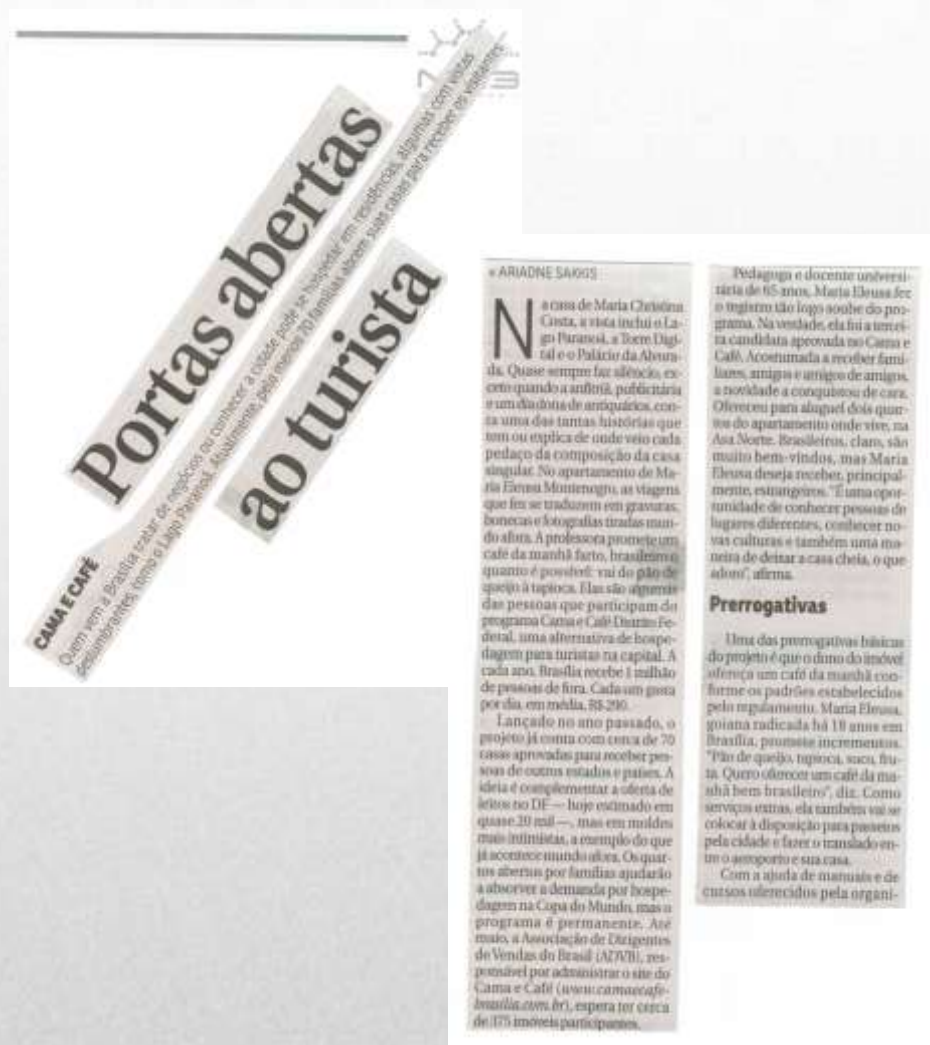 Portas abertas
ao turista
CAMA E CAFÉ
Quem vem a Brasília tratar de negócios ou conhecer a cidade pode se hospedar em residências, algumas com vistas
deslumbrantes, como o Lago Paranoá. Atualmente, pelo menos 70 famílias abrem suas casas para receber os visitantes
» ARIADNE SAKKIS
Na casa de Maria Christina
Costa, a vista inclui o La-
go Paranoá, a Torre Digi-
tal e o Palácio da Alvora-
da. Quase sempre faz silêncio, ex-
ceto quando a anfitriã, publicitária
e um dia dona de antiquários, con-
ta uma das tantas histórias que
tem ou explica de onde veio cada
pedaço da composição da casa
singular. No apartamento de Ma-
ria Eleusa Montenegro, as viagens
que fez se traduzem em gravuras,
bonecas e fotografias tiradas mun-
do afora. A professora promete um
café da manhã farto, brasileiro o
quanto é possível: vai do pão de
queijo à tapioca. Elas são algumas
das pessoas que participam do
programa Cama e Café Distrito Fe-
deral, uma alternativa de hospe-
dagem para turistas na capital. A
cada ano, Brasília recebe 1 milhão
de pessoas de fora. Cada um gasta
por dia, em média, R$ 290.
Lançado no ano passado, o
projeto já conta com cerca de 70
casas aprovadas para receber pes-
soas de outros estados e países. A
ideia é complementar a oferta de
leitos no DF — hoje estimado em
quase 20 mil —, mas em moldes
mais intimistas, a exemplo do que
já acontece mundo afora. Os quar-
tos abertos por famílias ajudarão
a absorver a demanda por hospe-
dagem na Copa do Mundo, mas o
programa é permanente. Até
maio, a Associação de Dirigentes
de Vendas do Brasil (ADVB), res-
ponsável por administrar o site do
Cama e Café (www.camaecafe-
brasilia.com.br), espera ter cerca
de 375 imóveis participantes.
Pedagoga e docente universi-
tária de 65 anos, Maria Eleusa fez
o registro tão logo soube do pro-
grama. Na verdade, ela foi a tercei-
ra candidata aprovada no Cama e
Café. Acostumada a receber fami-
liares, amigos e amigos de amigos,
a novidade a conquistou de cara.
Ofereceu para aluguel dois quar-
tos do apartamento onde vive, na
Asa Norte. Brasileiros, claro, são
muito bem-vindos, mas Maria
Eleusa deseja receber, principal-
mente, estrangeiros. "É uma opor-
tunidade de conhecer pessoas de
lugares diferentes, conhecer no-
vas culturas e também uma ma-
neira de deixar a casa cheia, o que
adoro", afirma.
Prerrogativas
Uma das prerrogativas básicas
do projeto é que o dono do imóvel
ofereça um café da manhã con-
forme os padrões estabelecidos
pelo regulamento. Maria Eleusa,
goiana radicada há 18 anos em
Brasília, promete incrementos.
"Pão de queijo, tapioca, suco, fru-
ta. Quero oferecer um café da ma-
nhã bem brasileiro", diz. Como
serviços extras, ela também vai se
colocar à disposição para passeios
pela cidade e fazer o translado en-
tre o aeroporto e sua casa.
Com a ajuda de manuais e de
cursos oferecidos pela organi-